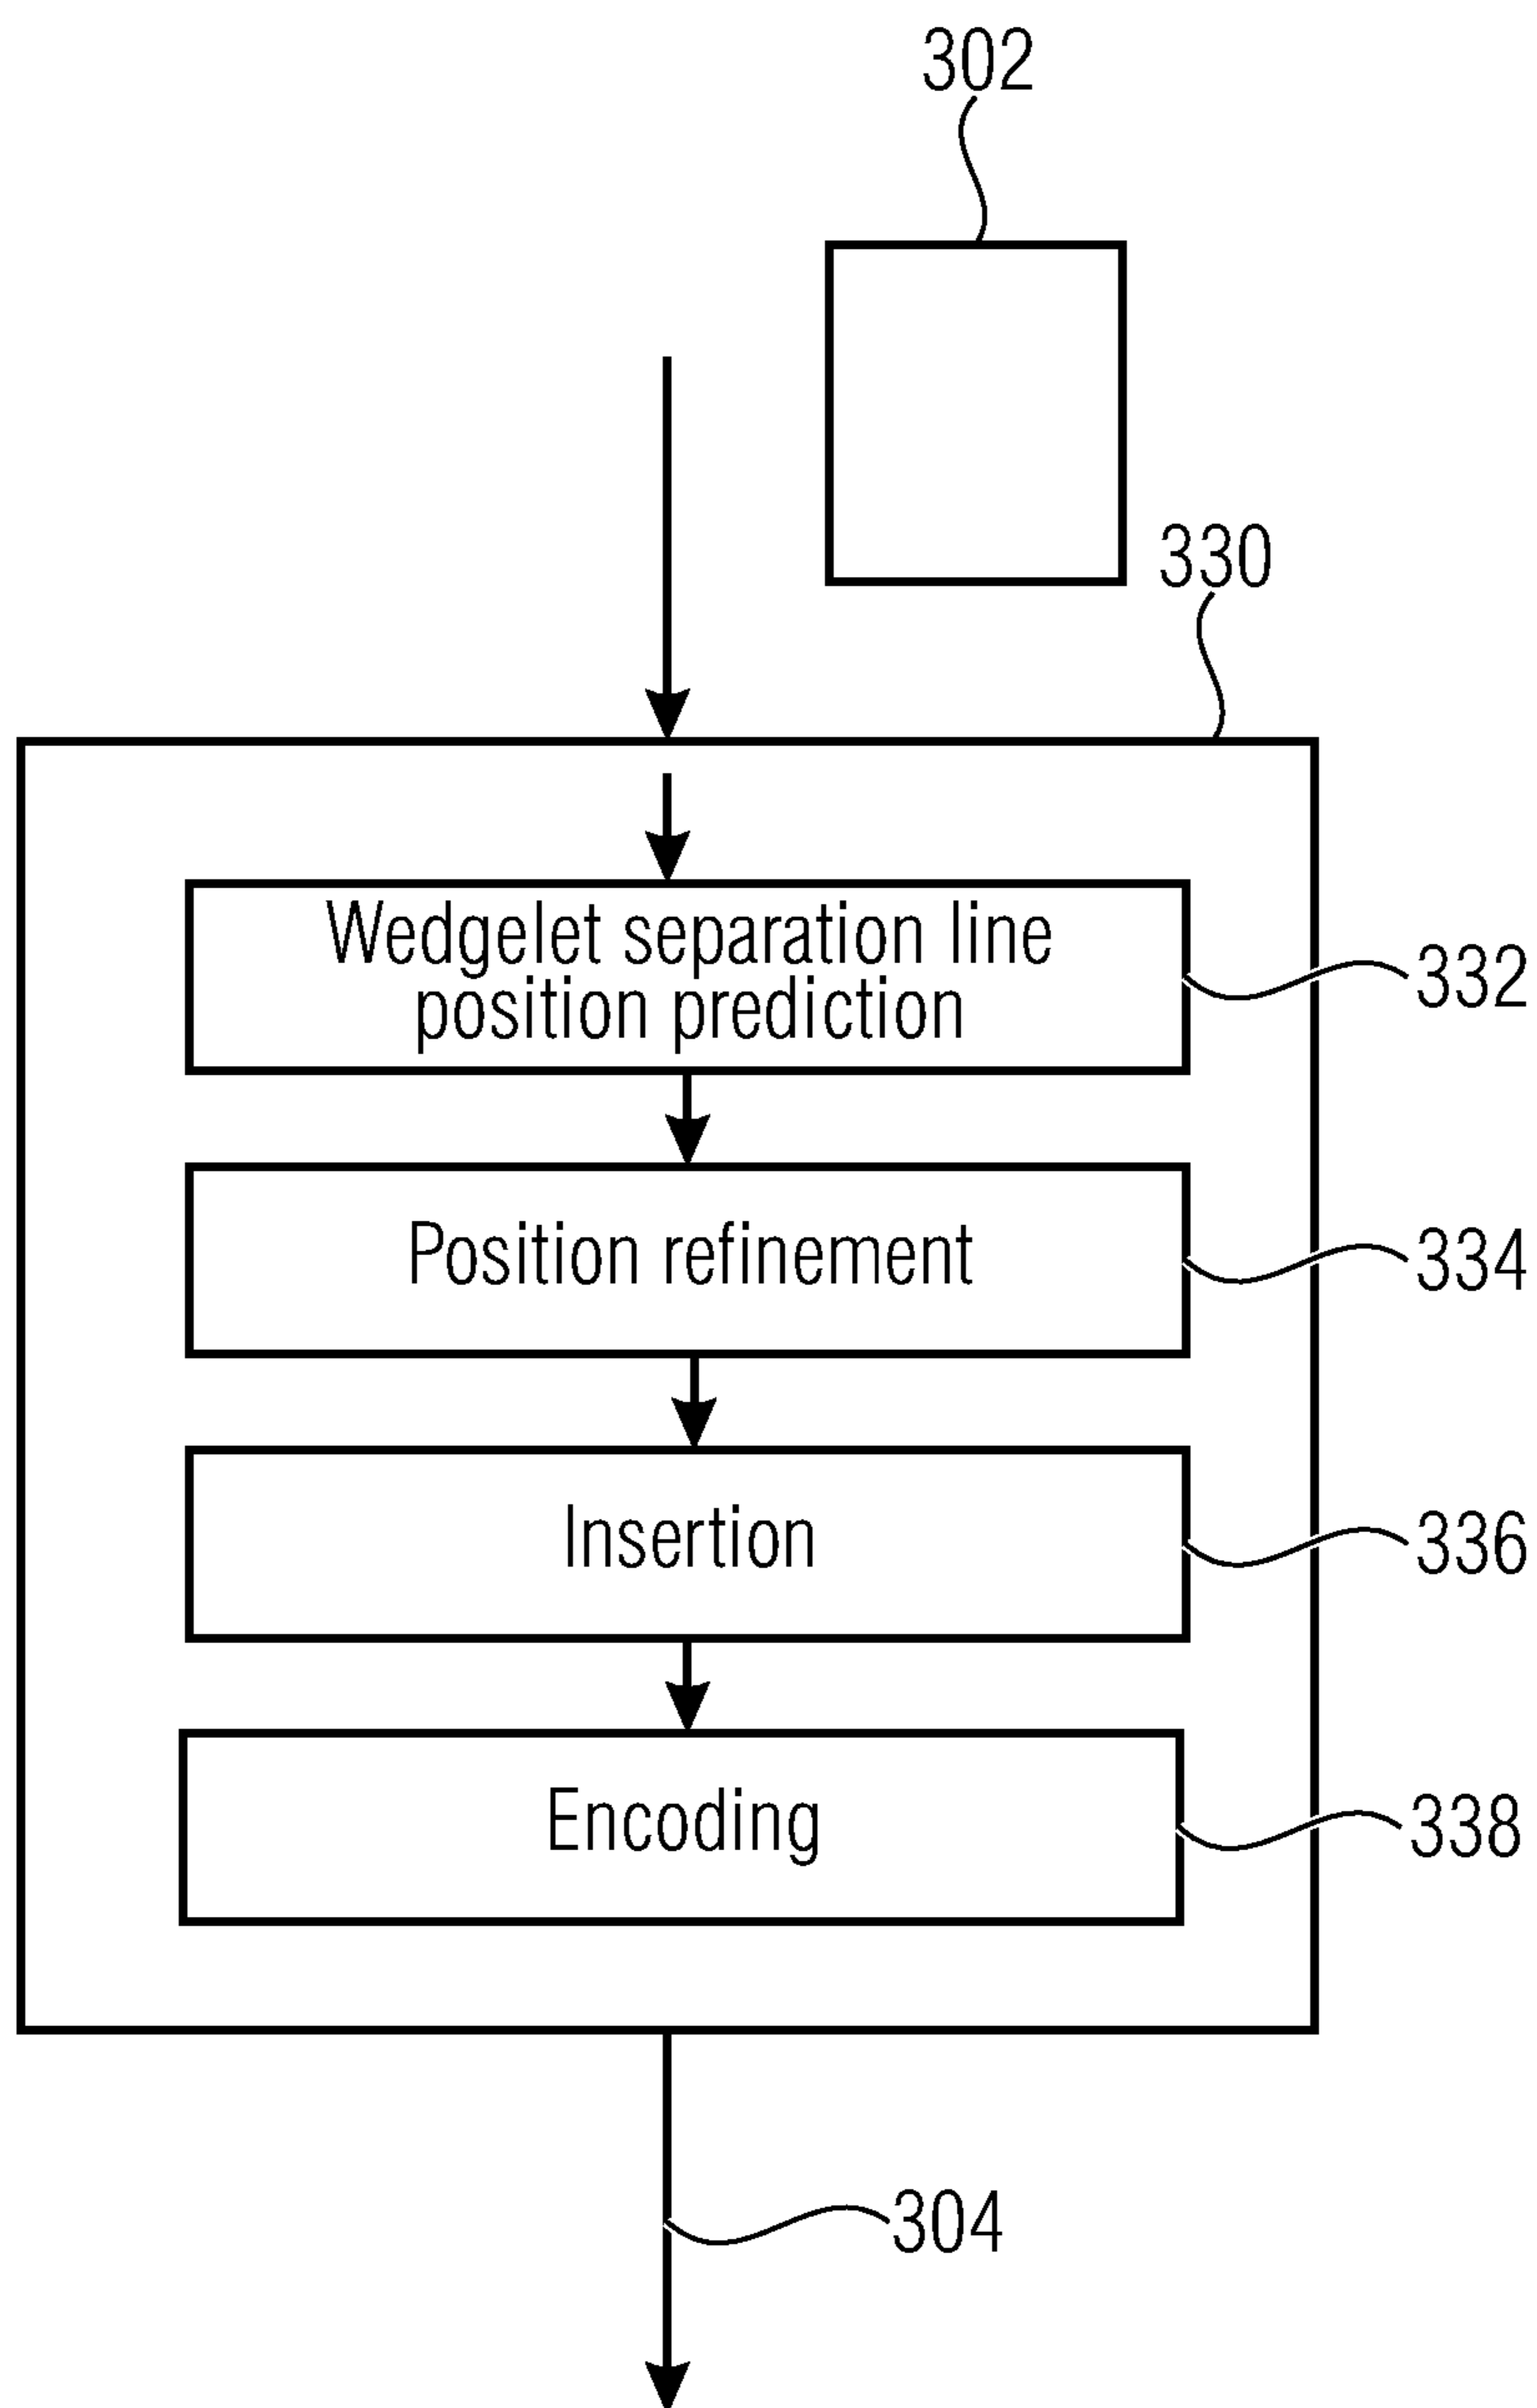 302
330
Wedgelet separation line
position prediction
332
Position refinement
334
Insertion
336
Encoding
338
304